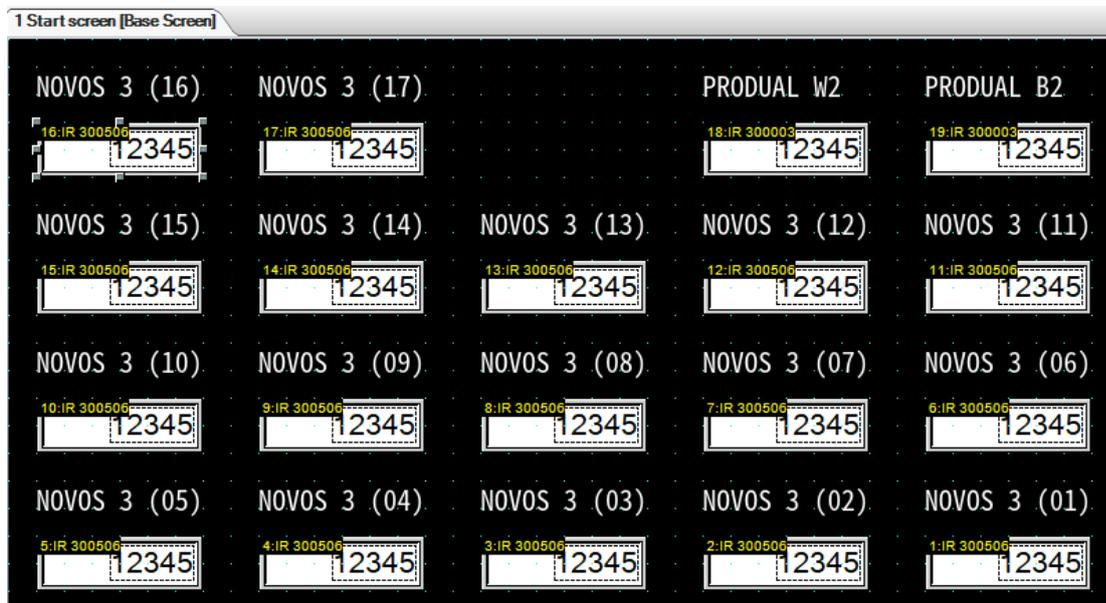 1 Start screen [Base Screen]
NOVOS 3 (16) NOVOS 3 (17) PRODUAL W2 PRODUAL B2
16:IR 300506 17:IR 300506 18:IR 300003 19:IR 300003
12345 12345 12345 12345
NOVOS 3 (15) NOVOS 3 (14) NOVOS 3 (13) NOVOS 3 (12) NOVOS 3 (11)
15:IR 300506 14:IR 300506 13:IR 300506 12:IR 300506 11:IR 300506
12345 12345 12345 12345 12345
NOVOS 3 (10) NOVOS 3 (09) NOVOS 3 (08) NOVOS 3 (07) NOVOS 3 (06)
10:IR 300506 9:IR 300506 8:IR 300506 7:IR 300506 6:IR 300506
12345 12345 12345 12345 12345
NOVOS 3 (05) NOVOS 3 (04) NOVOS 3 (03) NOVOS 3 (02) NOVOS 3 (01)
5:IR 300506 4:IR 300506 3:IR 300506 2:IR 300506 1:IR 300506
12345 12345 12345 12345 12345